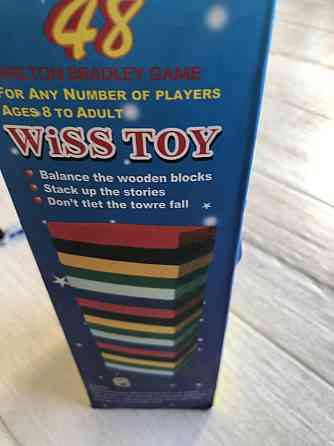 48
MILTON BRADLEY GAME
FOR ANY NUMBER OF PLAYERS
AGES 8 TO ADULT
WiSS TOY
Balance the wooden blocks
Stack up the stories
Don't tlet the towre fall